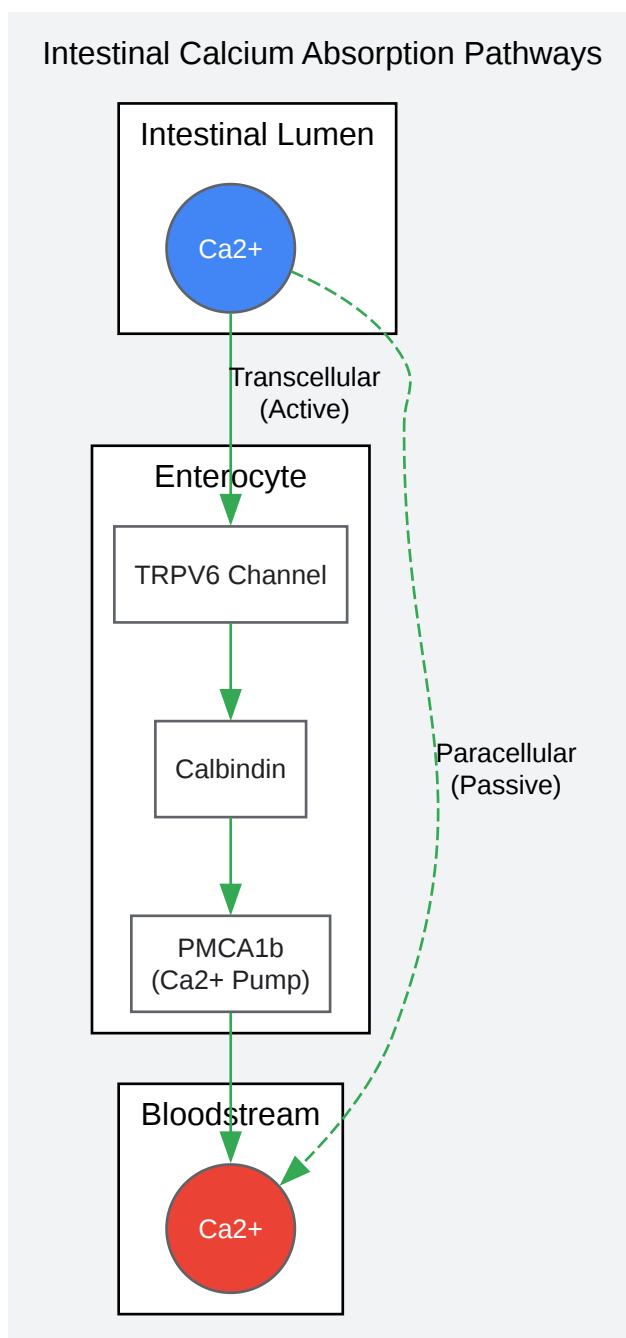 Intestinal Calcium Absorption Pathways
Intestinal Lumen
Ca2+
Transcellular
(Active)
Enterocyte
TRPV6 Channel
Calbindin
Paracellular
(Passive)
PMCA1b
(Ca2+ Pump)
Bloodstream
Ca2+